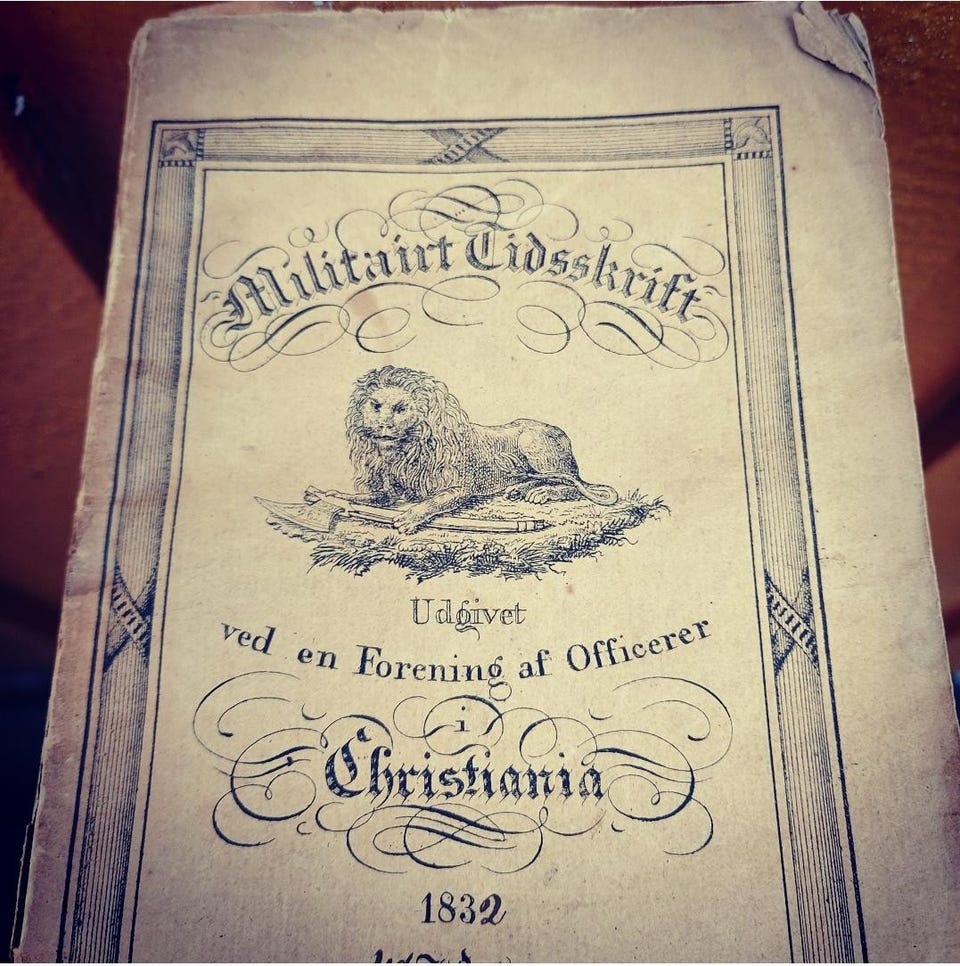 Militairt Tidsskrift
Udgivet
ved en Forening af Officerer
i
Christiania
1832